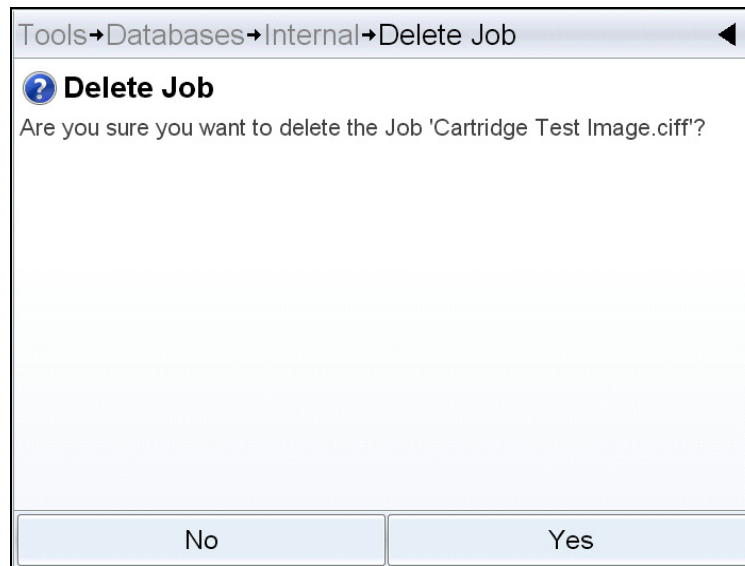 Tools→Databases→Internal→Delete Job
Delete Job
Are you sure you want to delete the Job 'Cartridge Test Image.ciff'?
No
Yes